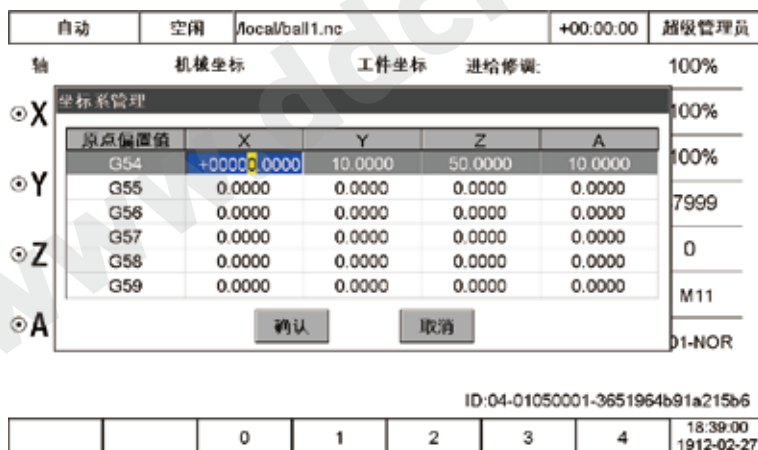 自动 空闲 /local/ball1.nc +00:00:00 超级管理员
轴 机械坐标 工件坐标 进给修调: 100%
坐标系管理
X 100%
原点偏置值 X Y Z A
G54 +00000.0000 10.0000 50.0000 10.0000 100%
Y G55 0.0000 0.0000 0.0000 0.0000
G56 0.0000 0.0000 0.0000 0.0000 7999
G57 0.0000 0.0000 0.0000 0.0000
Z G58 0.0000 0.0000 0.0000 0.0000 0
G59 0.0000 0.0000 0.0000 0.0000 M11
A 确认 取消
01-NOR
ID:04-01050001-3651964b91a215b6
0 1 2 3 4 18:39:00
1912-02-27